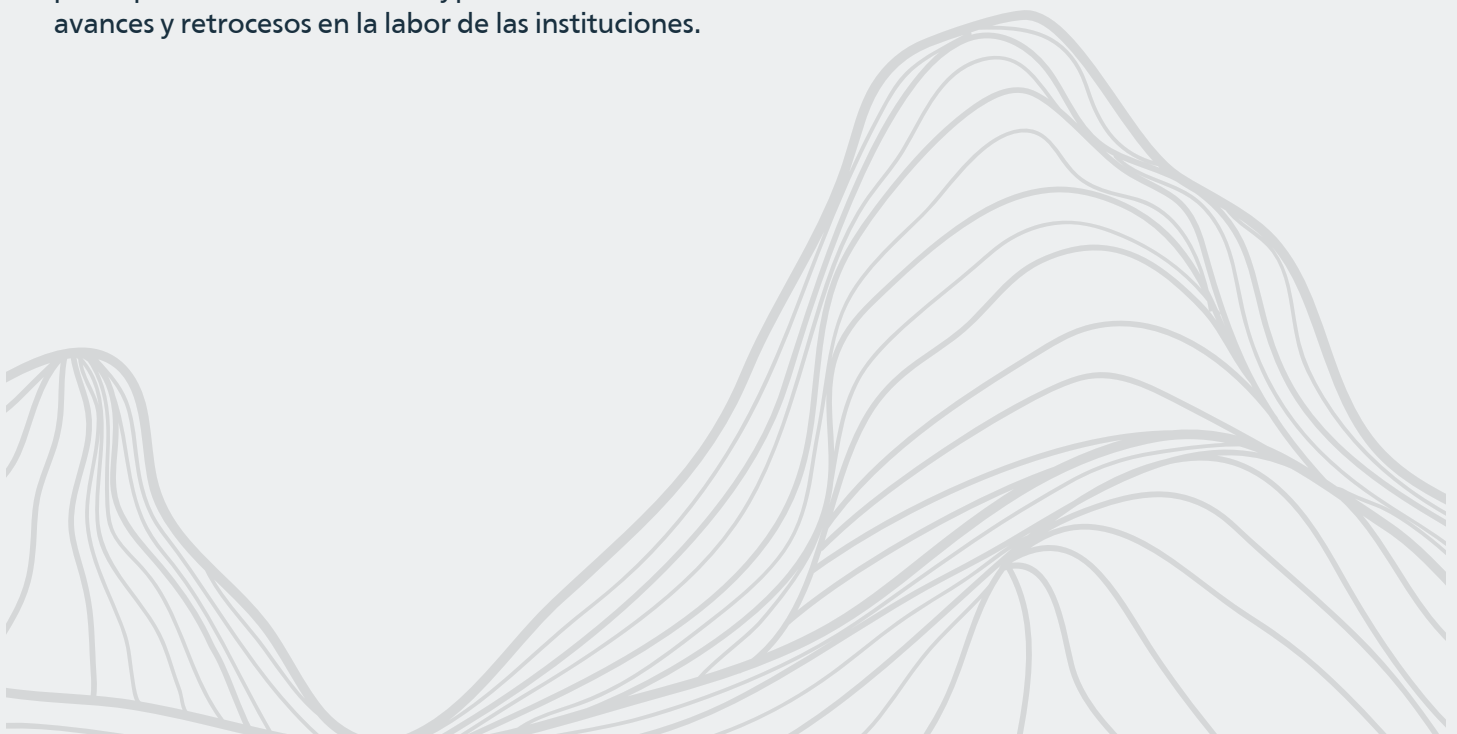 avances y retrocesos en la labor de las instituciones.